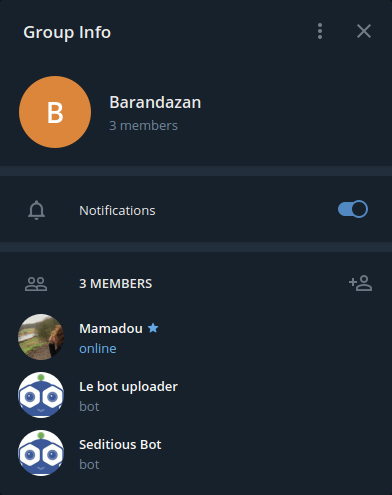 Group Info
B
Barandazan
3 members
Notifications
3 MEMBERS
Mamadou
online
Le bot uploader
bot
Seditious Bot
bot